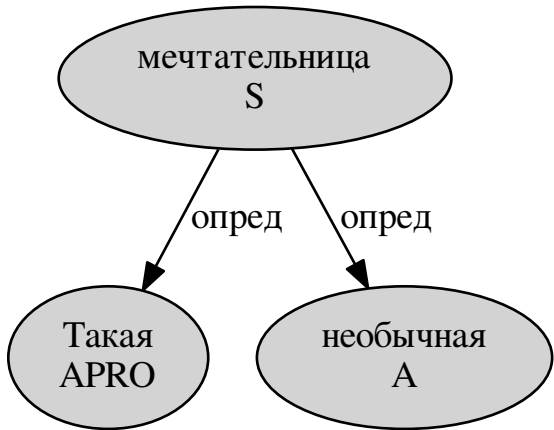 мечтательница
S
опред
опред
Такая
APRO
необычная
A